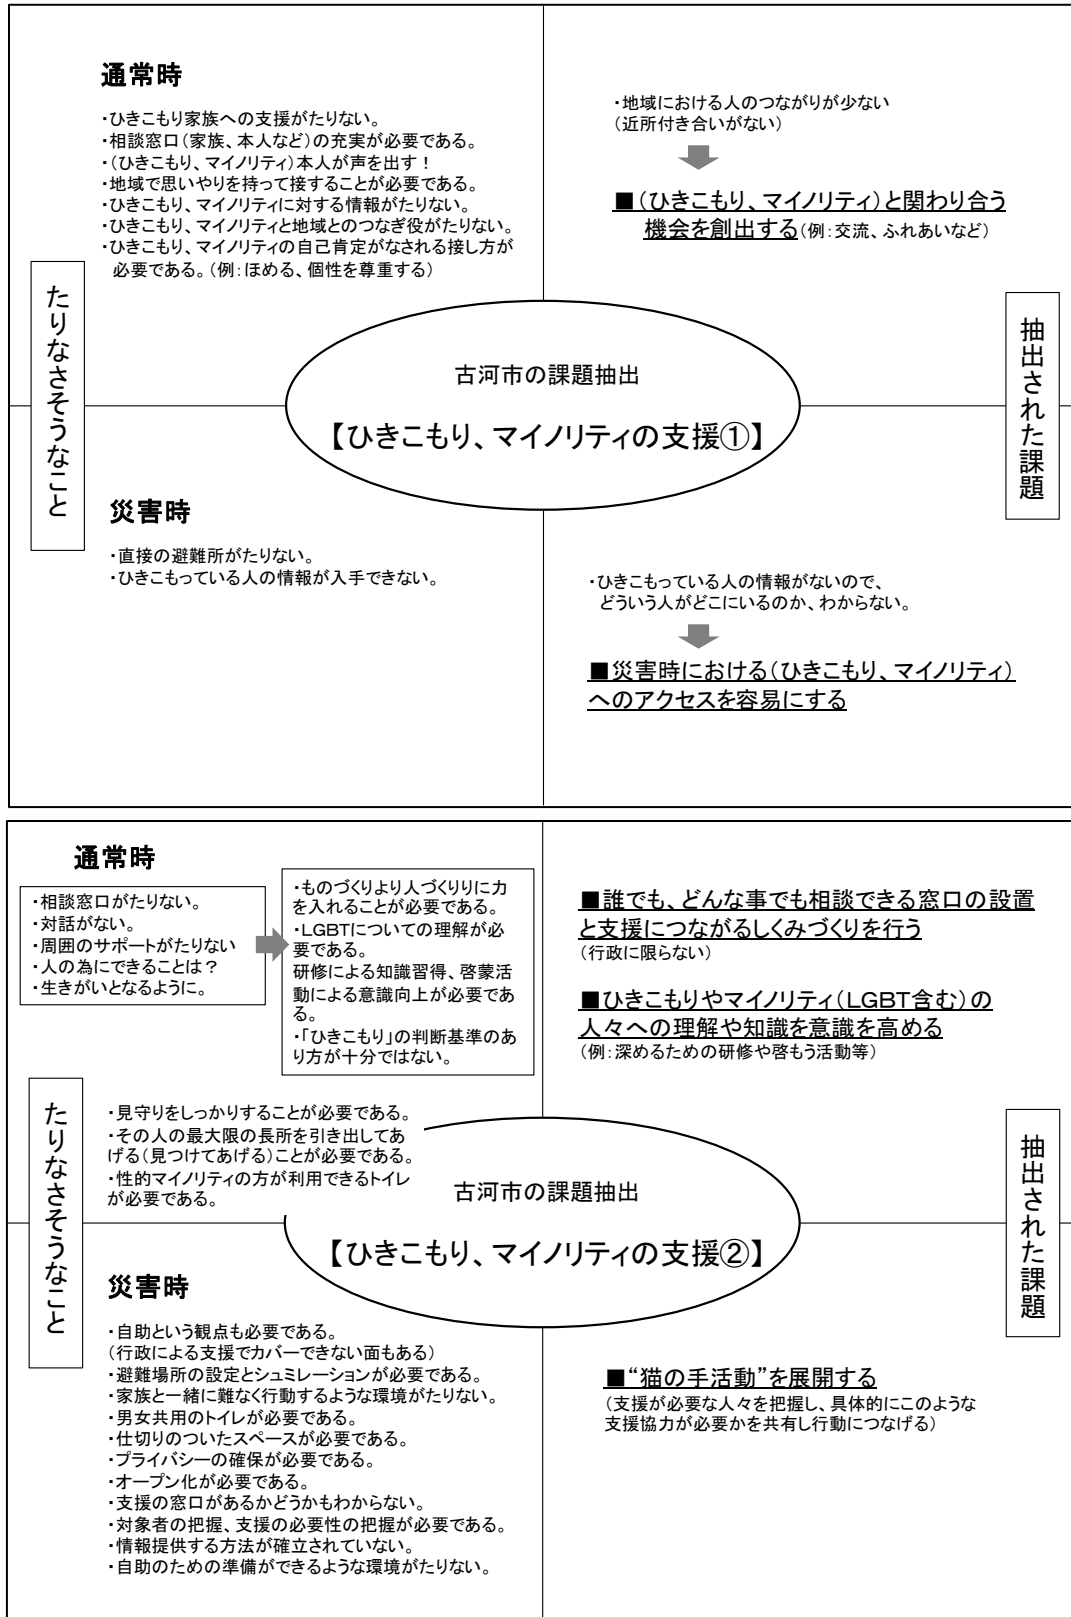 通常時
・ひきこもり家族への支援がたりない。
・相談窓口（家族、本人など）の充実が必要である。
・（ひきこもり、マイノリティ）本人が声を出す！
・地域で思いやりを持って接することが必要である。
・ひきこもり、マイノリティに対する情報がたりない。
・ひきこもり、マイノリティと地域とのつなぎ役がたりない。
・ひきこもり、マイノリティの自己肯定がなされる接し方が
必要である。（例：ほめる、個性を尊重する）
・地域における人のつながりが少ない
（近所付き合いがない）
■（ひきこもり、マイノリティ）と関わり合う
機会を創出する（例：交流、ふれあいなど）
たりなさそうなこと
古河市の課題抽出
【ひきこもり、マイノリティの支援①】
抽出された課題
災害時
・直接の避難所がたりない。
・ひきこもっている人の情報が入手できない。
・ひきこもっている人の情報がないので、
どういう人がどこにいるのか、わからない。
■災害時における（ひきこもり、マイノリティ）
へのアクセスを容易にする
通常時
・相談窓口がたりない。
・対話がない。
・周囲のサポートがたりない
・人の為にできることは？
・生きがいとなるように。
・ものづくりより人づくりりに力
を入れることが必要である。
・LGBTについての理解が必
要である。
研修による知識習得、啓蒙活
動による意識向上が必要であ
る。
・「ひきこもり」の判断基準のあ
り方が十分ではない。
■誰でも、どんな事でも相談できる窓口の設置
と支援につながるしくみづくりを行う
（行政に限らない）
■ひきこもりやマイノリティ（LGBT含む）の
人々への理解や知識を意識を高める
（例：深めるための研修や啓もう活動等）
たりなさそうなこと
・見守りをしっかりすることが必要である。
・その人の最大限の長所を引き出してあ
げる（見つけてあげる）ことが必要である。
・性的マイノリティの方が利用できるトイレ
が必要である。
古河市の課題抽出
【ひきこもり、マイノリティの支援②】
抽出された課題
災害時
・自助という観点も必要である。
（行政による支援でカバーできない面もある）
・避難場所の設定とシュミレーションが必要である。
・家族と一緒に難なく行動するような環境がたりない。
・男女共用のトイレが必要である。
・仕切りのついたスペースが必要である。
・プライバシーの確保が必要である。
・オープン化が必要である。
・支援の窓口があるかどうかもわからない。
・対象者の把握、支援の必要性の把握が必要である。
・情報提供する方法が確立されていない。
・自助のための準備ができるような環境がたりない。
■“猫の手活動”を展開する
（支援が必要な人々を把握し、具体的にこのような
支援協力が必要かを共有し行動につなげる）